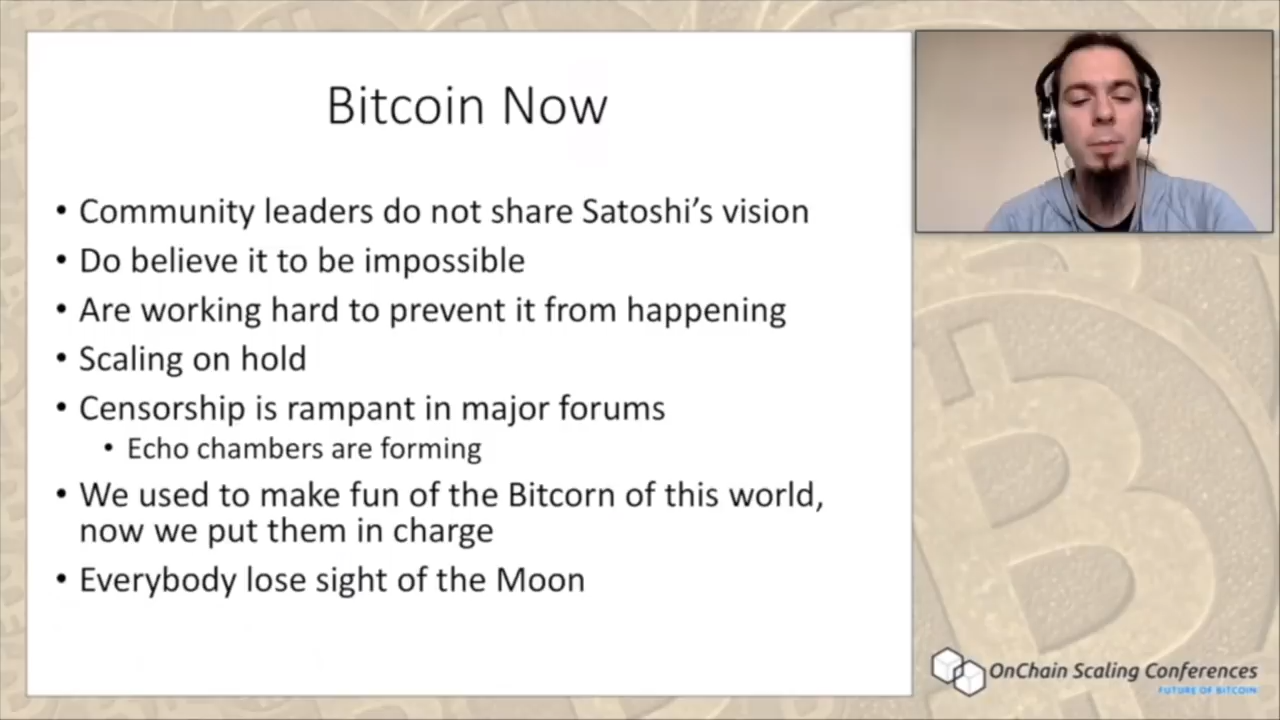 Bitcoin Now
• Community leaders do not share Satoshi's vision
• Do believe it to be impossible
• Are working hard to prevent it from happening
• Scaling on hold
• Censorship is rampant in major forums
• Echo chambers are forming
• We used to make fun of the Bitcorn of this world,
now we put them in charge
• Everybody lose sight of the Moon
OnChain Scaling Conferences
FUTURE OF BITCOIN